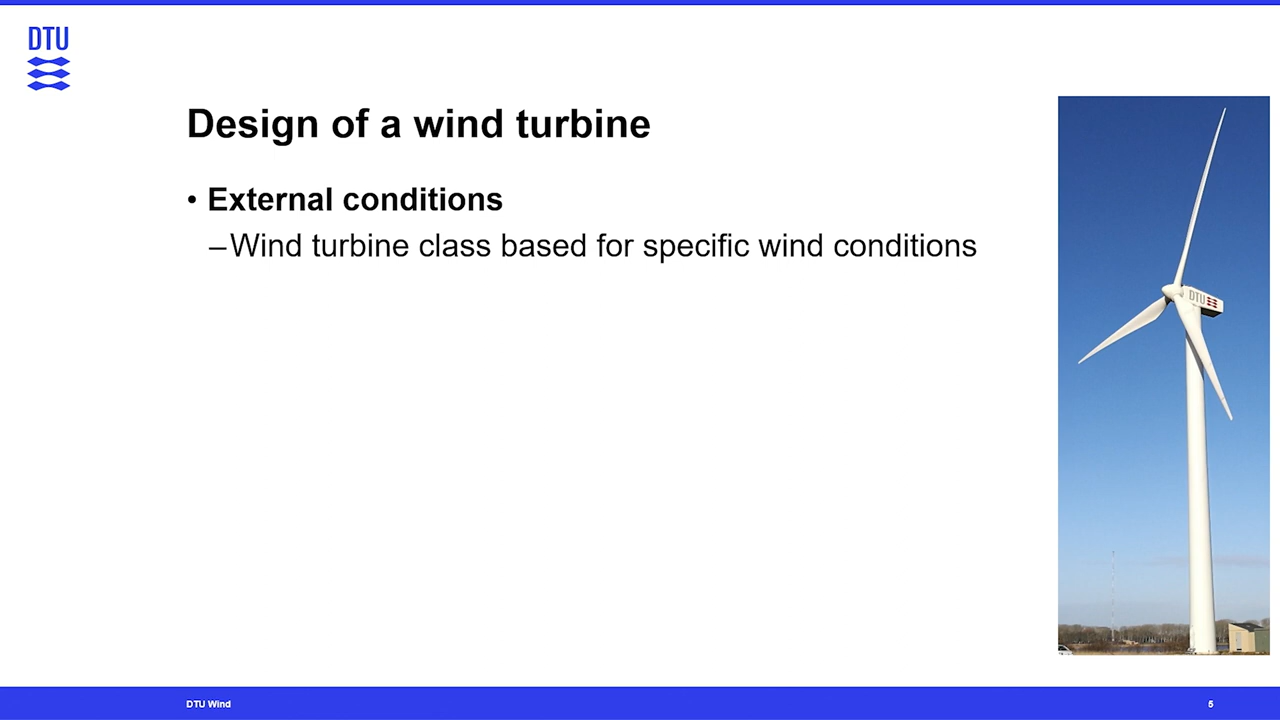 DTU
Design of a wind turbine
• External conditions
–Wind turbine class based for specific wind conditions
DTU
DTU Wind
5